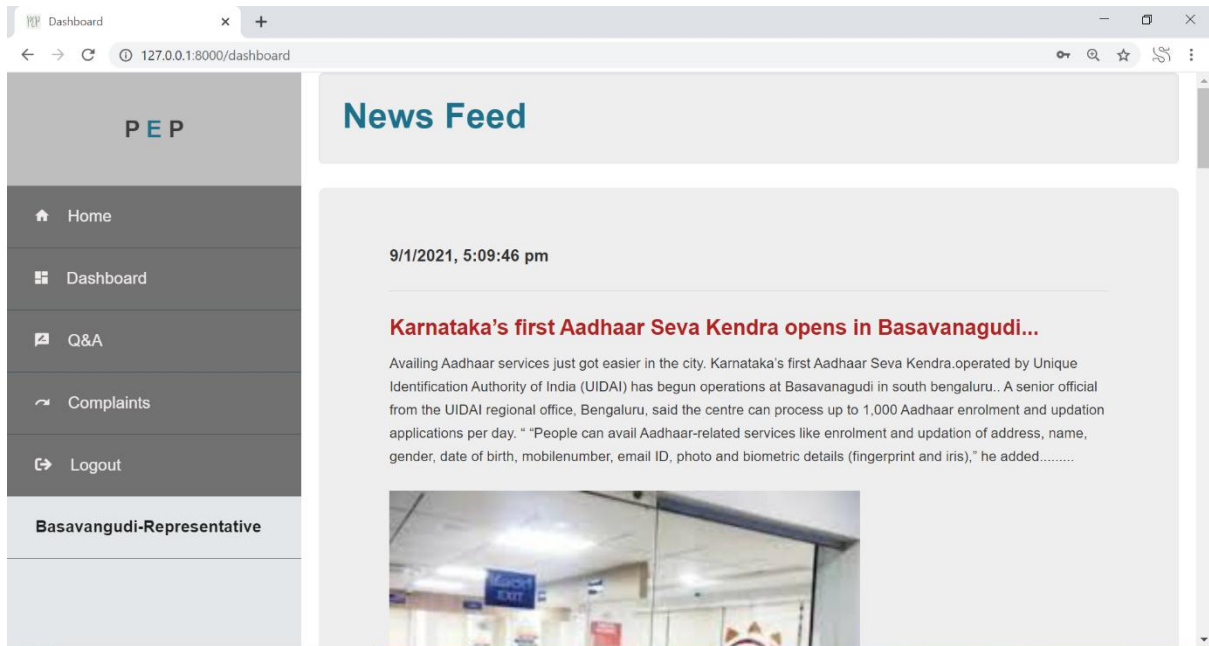 Dashboard
127.0.0.1:8000/dashboard
PEP
Home
Dashboard
Q&A
Complaints
Logout
Basavangudi-Representative
News Feed
9/1/2021, 5:09:46 pm
Karnataka’s first Aadhaar Seva Kendra opens in Basavanagudi...
Availing Aadhaar services just got easier in the city. Karnataka’s first Aadhaar Seva Kendra.operated by Unique
Identification Authority of India (UIDAI) has begun operations at Basavanagudi in south bengaluru.. A senior official
from the UIDAI regional office, Bengaluru, said the centre can process up to 1,000 Aadhaar enrolment and updation
applications per day. “ “People can avail Aadhaar-related services like enrolment and updation of address, name,
gender, date of birth, mobilenumber, email ID, photo and biometric details (fingerprint and iris),” he added.........
EXIT